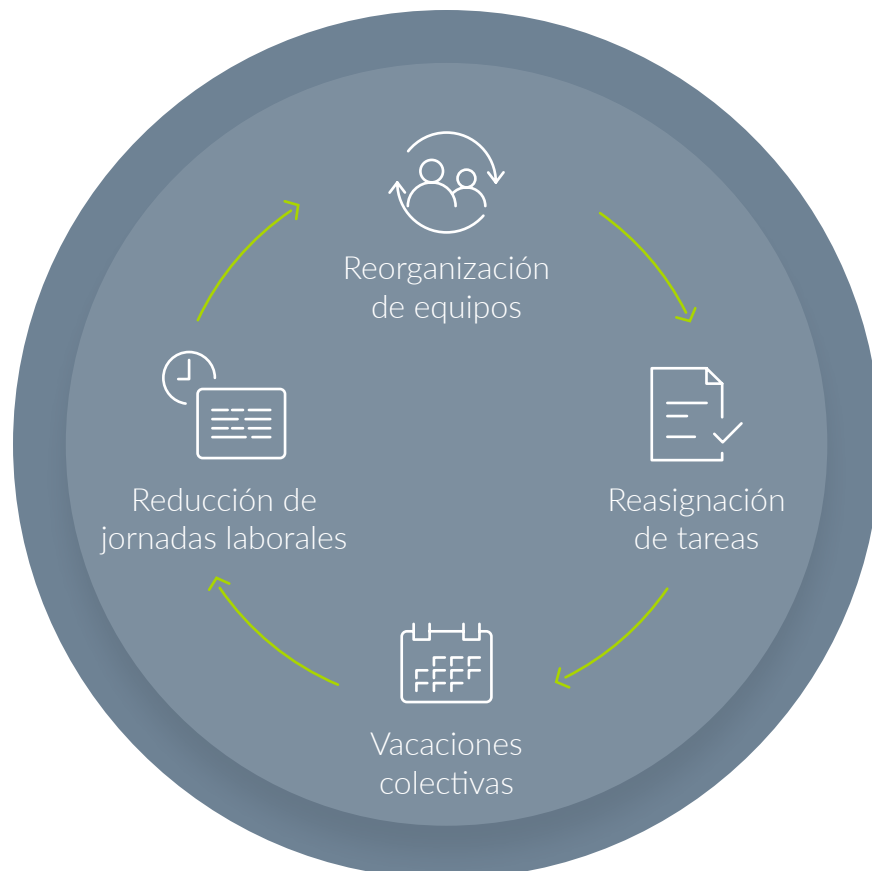 Reorganización
de equipos
Reasignación
de tareas
Vacaciones
colectivas
Reducción de
jornadas laborales